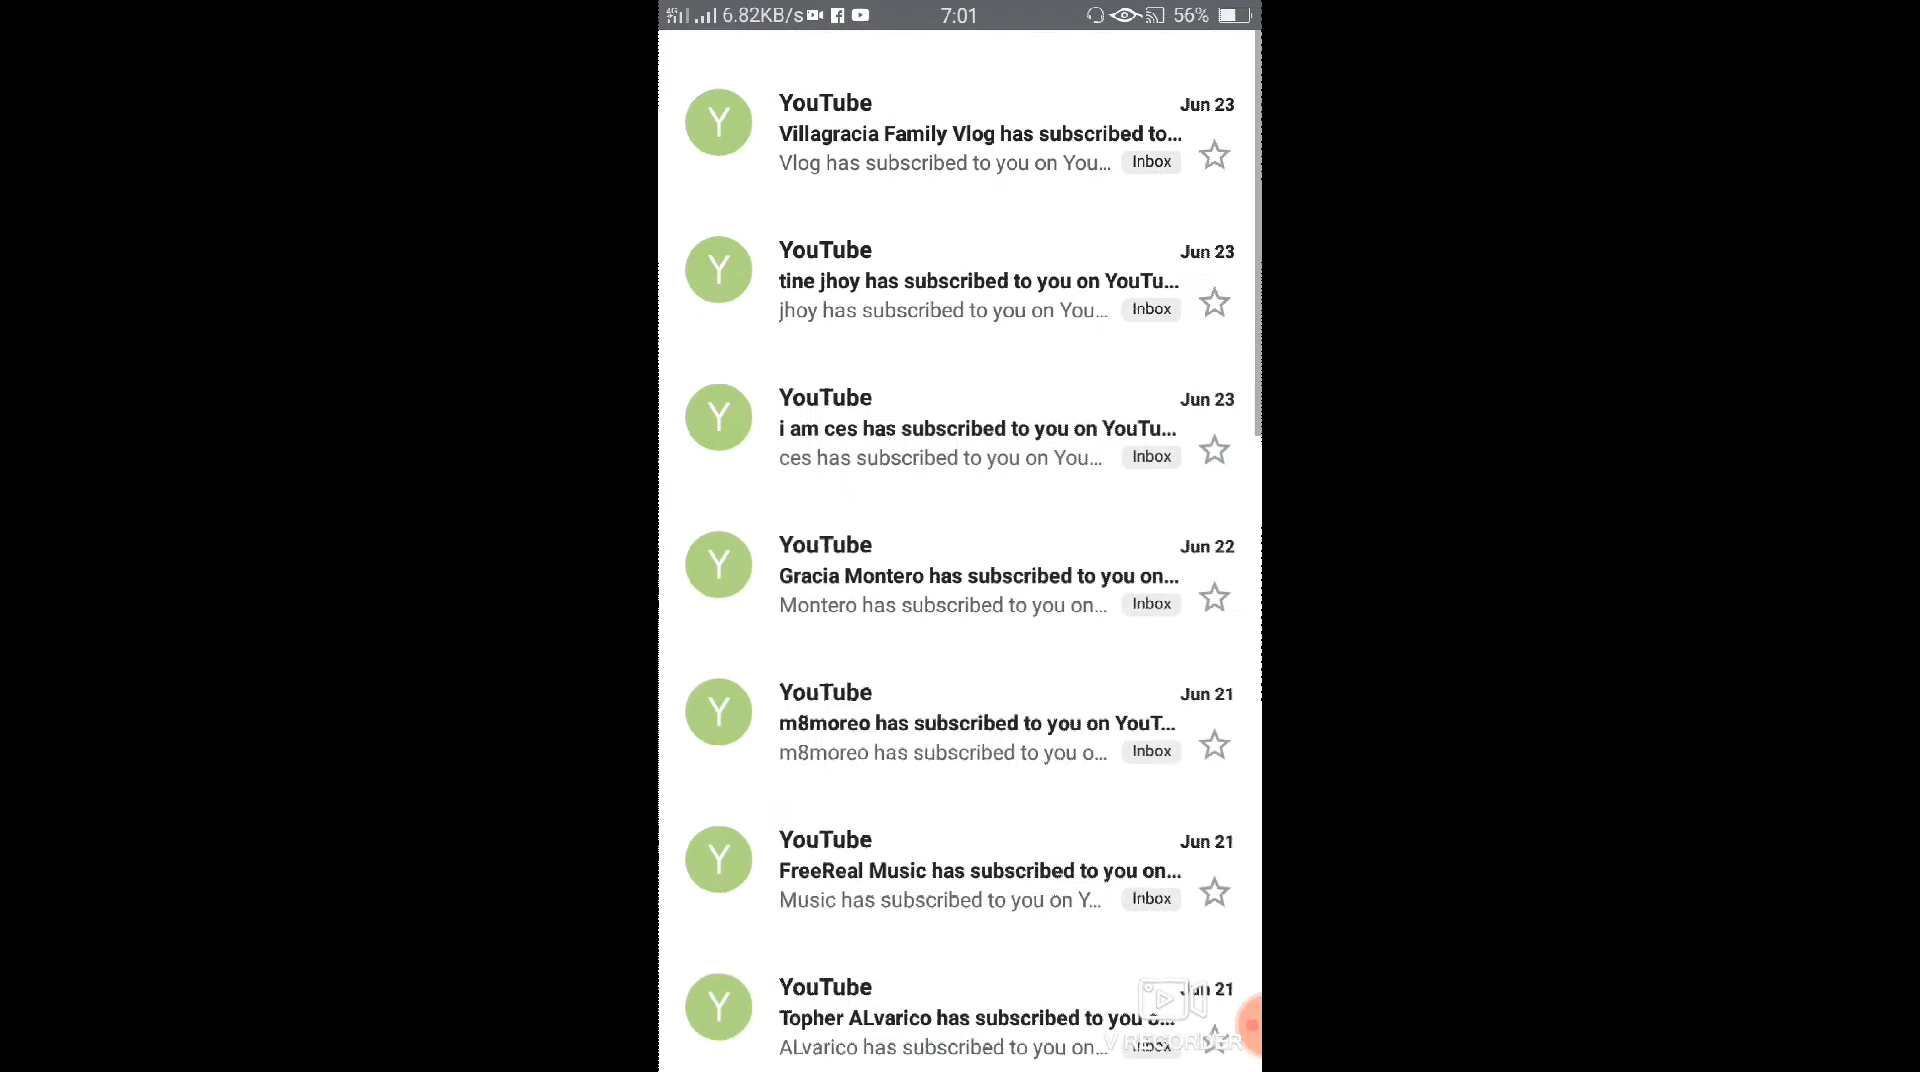 4G 6.82KB/s 7:01 56%
YouTube Jun 23
Y
Villagracia Family Vlog has subscribed to...
Vlog has subscribed to you on You... Inbox
YouTube Jun 23
Y
tine jhoy has subscribed to you on YouTu...
jhoy has subscribed to you on You... Inbox
YouTube Jun 23
Y
i am ces has subscribed to you on YouTu...
ces has subscribed to you on You... Inbox
YouTube Jun 22
Y
Gracia Montero has subscribed to you on...
Montero has subscribed to you on... Inbox
YouTube Jun 21
Y
m8moreo has subscribed to you on YouT...
m8moreo has subscribed to you o... Inbox
YouTube Jun 21
Y
FreeReal Music has subscribed to you on...
Music has subscribed to you on Y... Inbox
YouTube Jun 21
Y
Topher ALvarico has subscribed to you o...
ALvarico has subscribed to you on... Inbox
V RECORDER